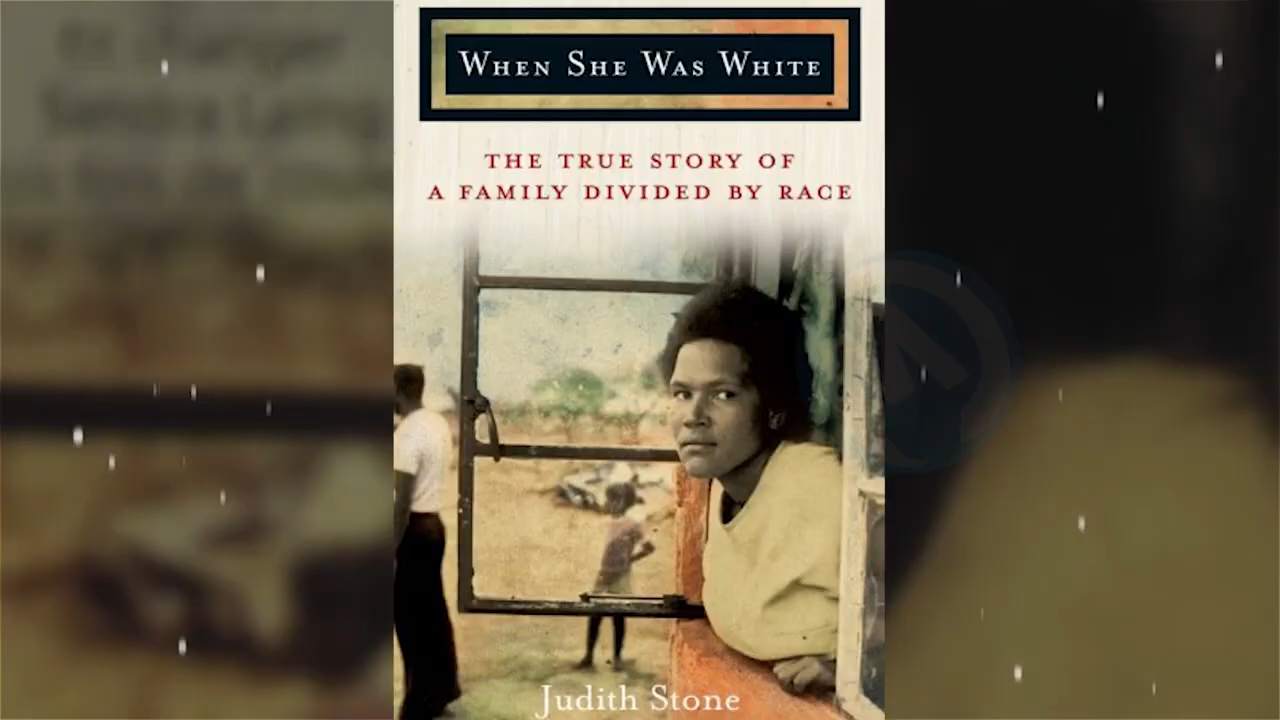 WHEN SHE WAS WHITE
THE TRUE STORY OF
A FAMILY DIVIDED BY RACE
Judith Stone